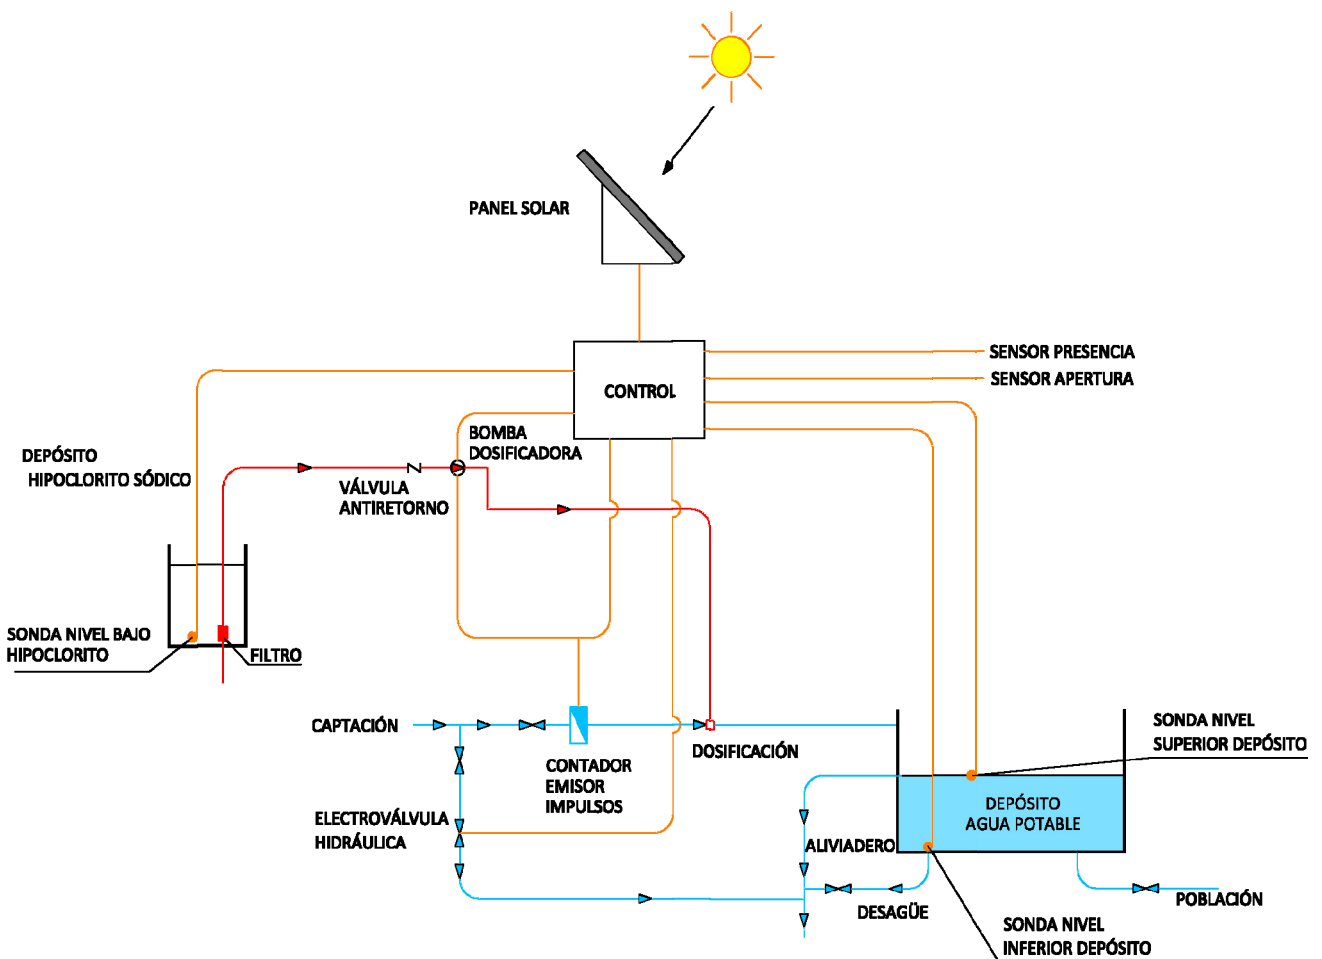 PANEL SOLAR
CONTROL
SENSOR PRESENCIA
SENSOR APERTURA
BOMBA
DOSIFICADORA
DEPÓSITO
HIPOCLORITO SÓDICO
VÁLVULA
ANTIRETORNO
SONDA NIVEL BAJO
HIPOCLORITO
FILTRO
CAPTACIÓN
DOSIFICACIÓN
SONDA NIVEL
SUPERIOR DEPÓSITO
CONTADOR
EMISOR
IMPULSOS
DEPÓSITO
AGUA POTABLE
ELECTROVÁLVULA
HIDRÁULICA
ALIVIADERO
DESAGÜE
POBLACIÓN
SONDA NIVEL
INFERIOR DEPÓSITO